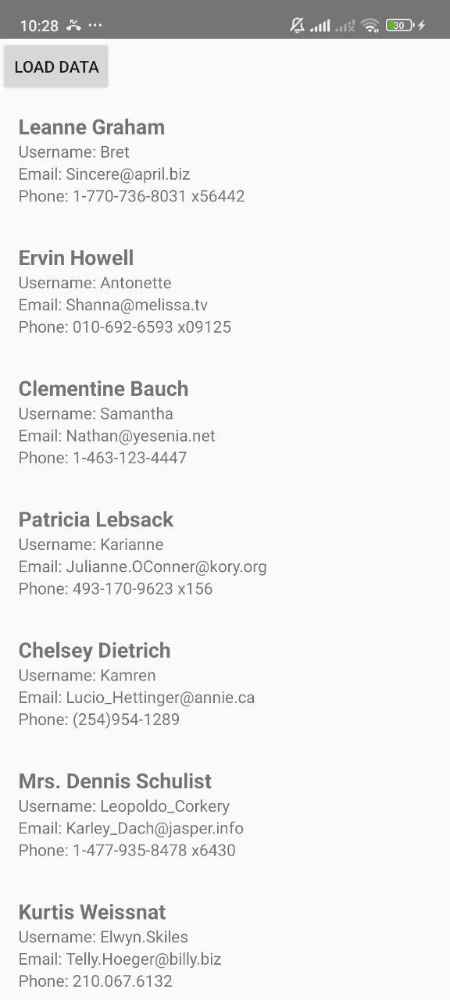 10:28 ...
30
LOAD DATA
Leanne Graham
Username: Bret
Email: Sincere@april.biz
Phone: 1-770-736-8031 x56442
Ervin Howell
Username: Antonette
Email: Shanna@melissa.tv
Phone: 010-692-6593 x09125
Clementine Bauch
Username: Samantha
Email: Nathan@yesenia.net
Phone: 1-463-123-4447
Patricia Lebsack
Username: Karianne
Email: Julianne.OConner@kory.org
Phone: 493-170-9623 x156
Chelsey Dietrich
Username: Kamren
Email: Lucio_Hettinger@annie.ca
Phone: (254)954-1289
Mrs. Dennis Schulist
Username: Leopoldo_Corkery
Email: Karley_Dach@jasper.info
Phone: 1-477-935-8478 x6430
Kurtis Weissnat
Username: Elwyn.Skiles
Email: Telly.Hoeger@billy.biz
Phone: 210.067.6132